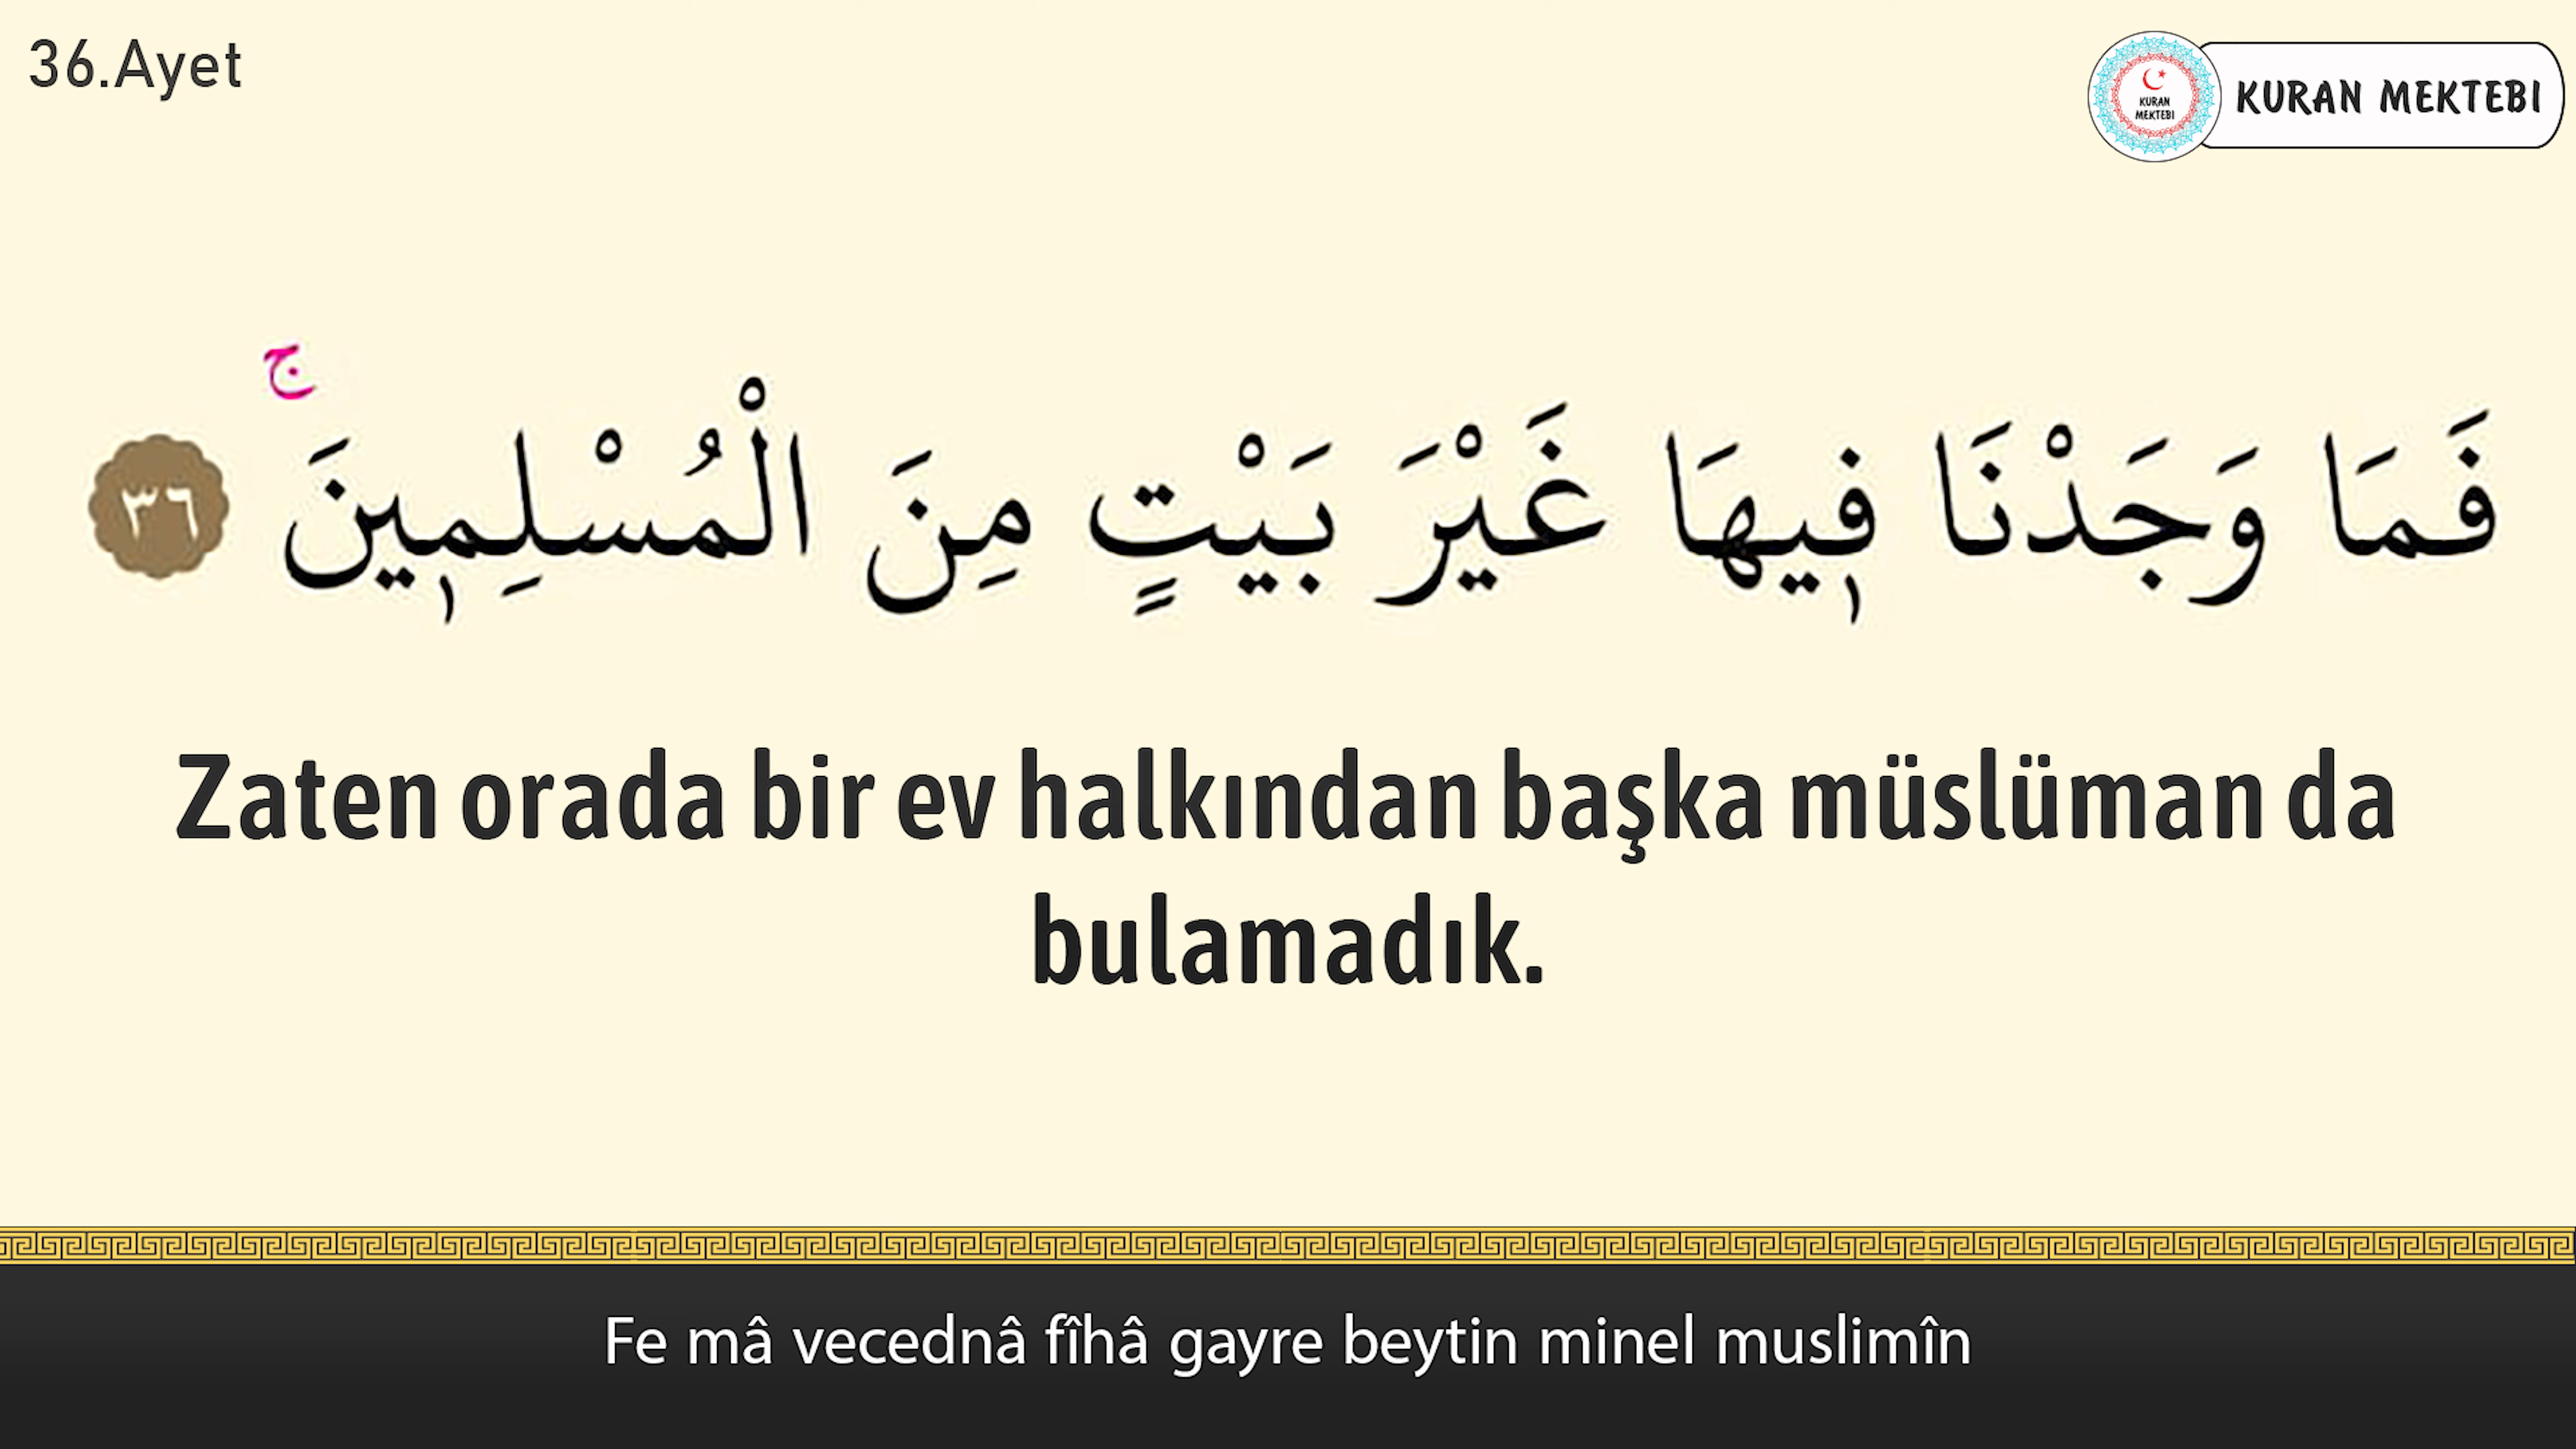 36.Ayet
KURAN
MEKTEBI
KURAN MEKTEBI
ج
فَمَا وَجَدْنَا فٖيهَا غَيْرَ بَيْتٍ مِنَ الْمُسْلِمٖينَ ٣٦
Zaten orada bir ev halkından başka müslüman da
bulamadık.
Fe mâ vecednâ fîhâ gayre beytin minel muslimîn